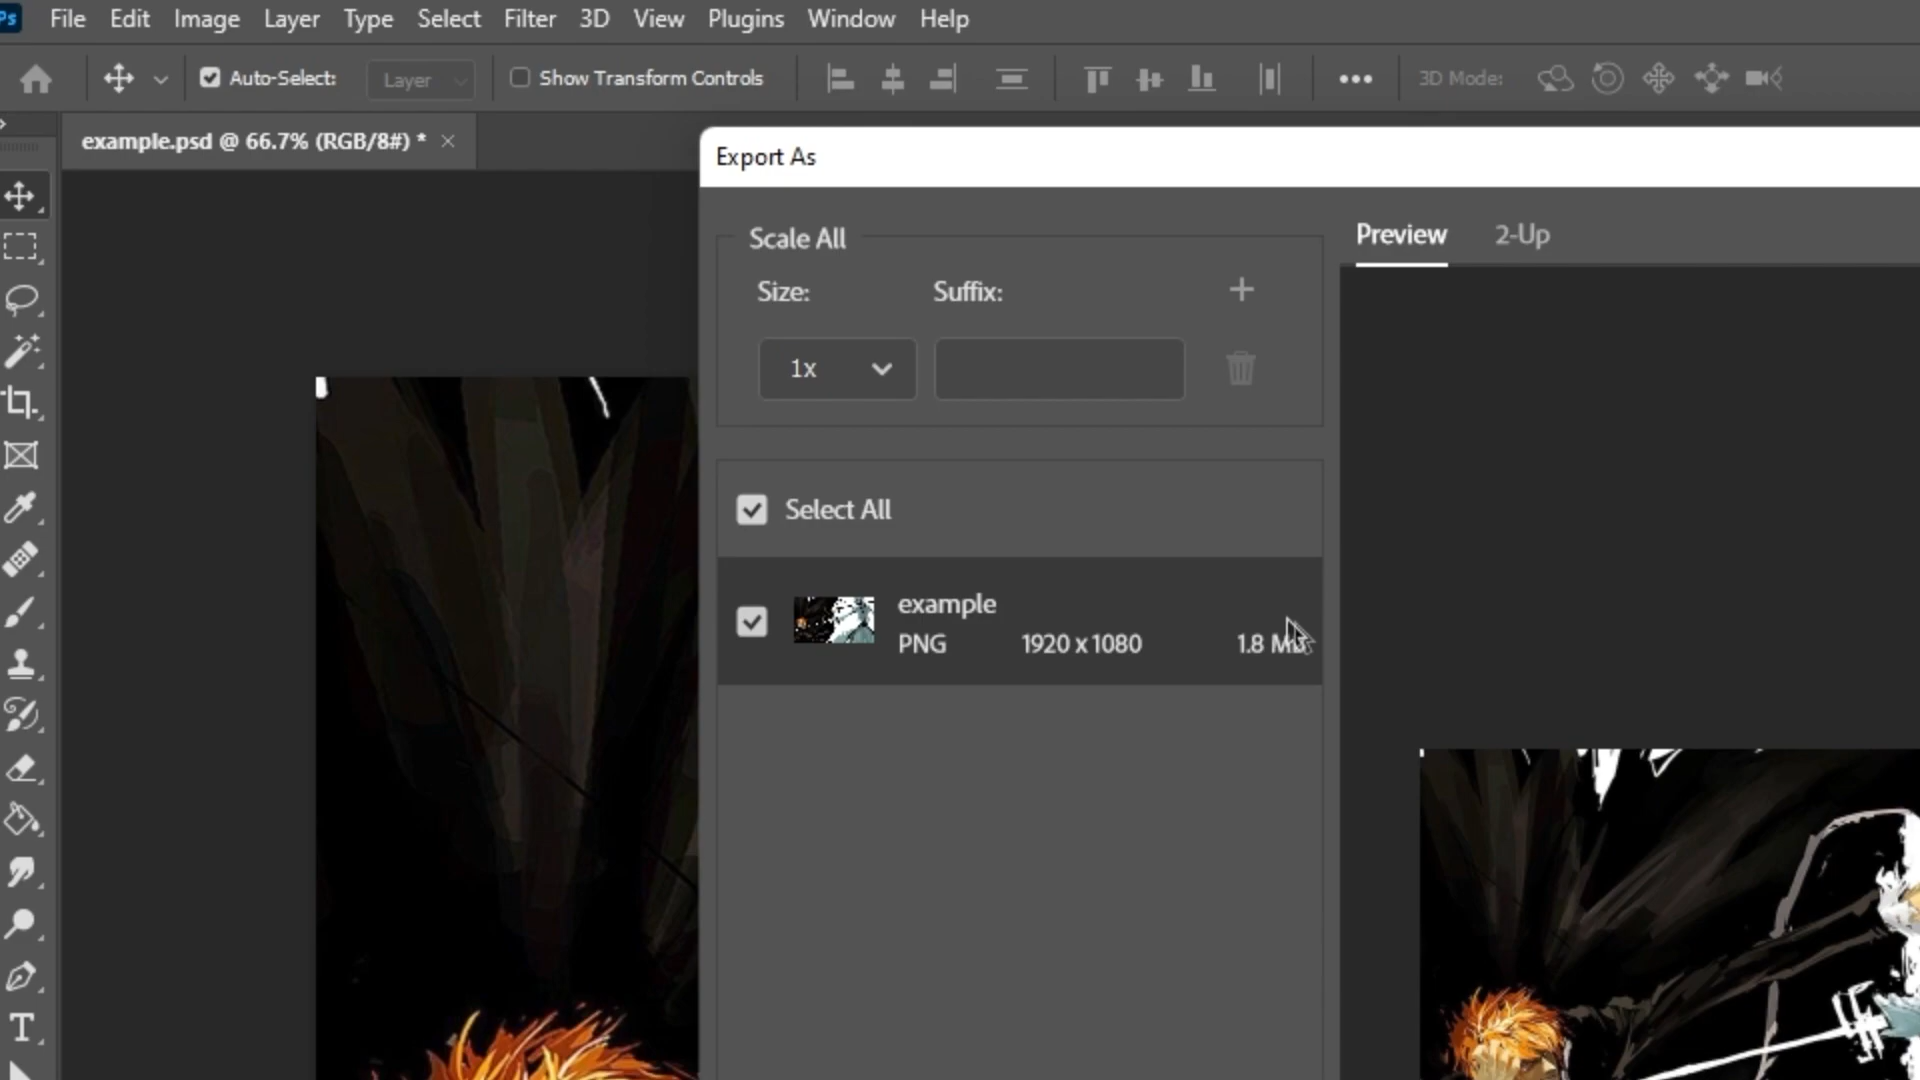 Ps File Edit Image Layer Type Select Filter 3D View Plugins Window Help
Auto-Select: Layer Show Transform Controls 3D Mode:
example.psd @ 66.7% (RGB/8#) *
Export As
Scale All
Preview 2-Up
Size: Suffix:
1x
Select All
example
PNG 1920 x 1080 1.8 MB
T